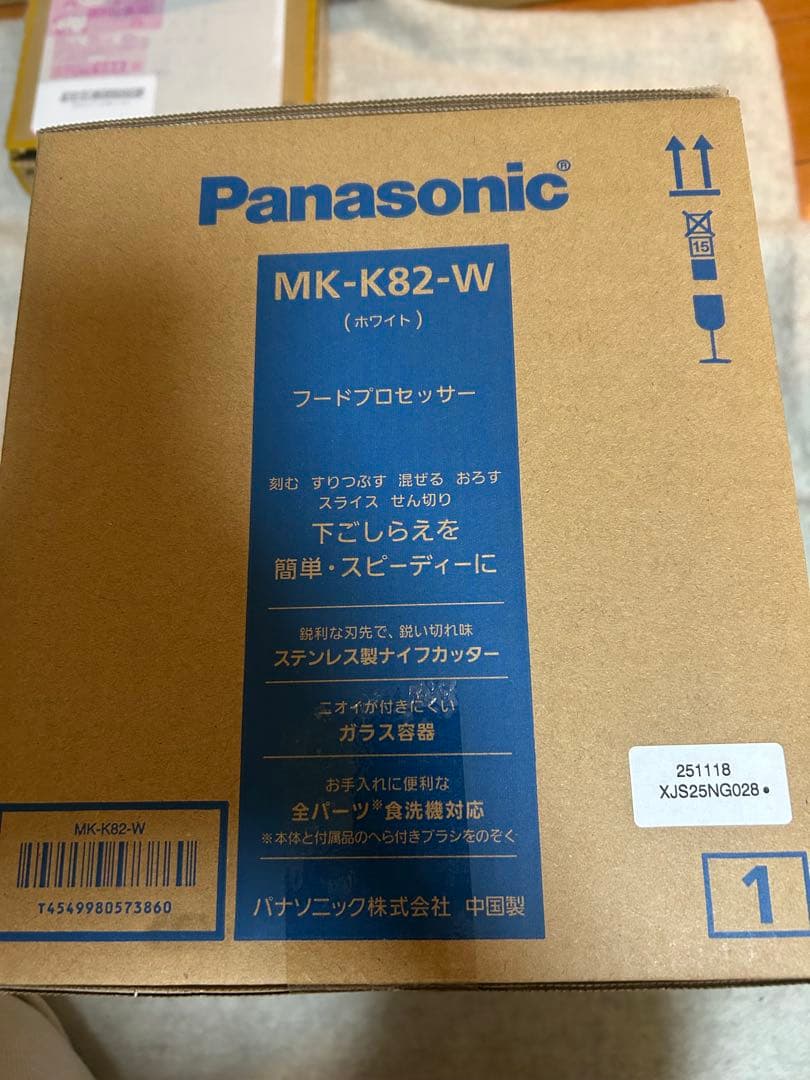 Panasonic®
MK-K82-W
(ホワイト)
フードプロセッサー
刻む すりつぶす 混ぜる おろす
スライス せん切り
下ごしらえを
簡単・スピーディーに
鋭利な刃先で、鋭い切れ味
ステンレス製ナイフカッター
ニオイが付きにくい
ガラス容器
お手入れに便利な
全パーツ※食洗機対応
※本体と付属品のへら付きブラシをのぞく
パナソニック株式会社 中国製
15
251118
XJS25NG028●
MK-K82-W
T4549980573860
1